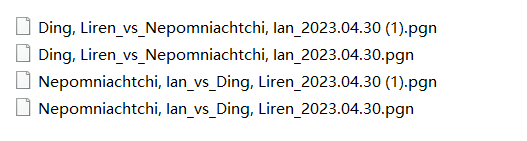 Ding, Liren_vs_Nepomniachtchi, Ian_2023.04.30 (1).pgn
Ding, Liren_vs_Nepomniachtchi, Ian_2023.04.30.pgn
Nepomniachtchi, Ian_vs_Ding, Liren_2023.04.30 (1).pgn
Nepomniachtchi, Ian_vs_Ding, Liren_2023.04.30.pgn